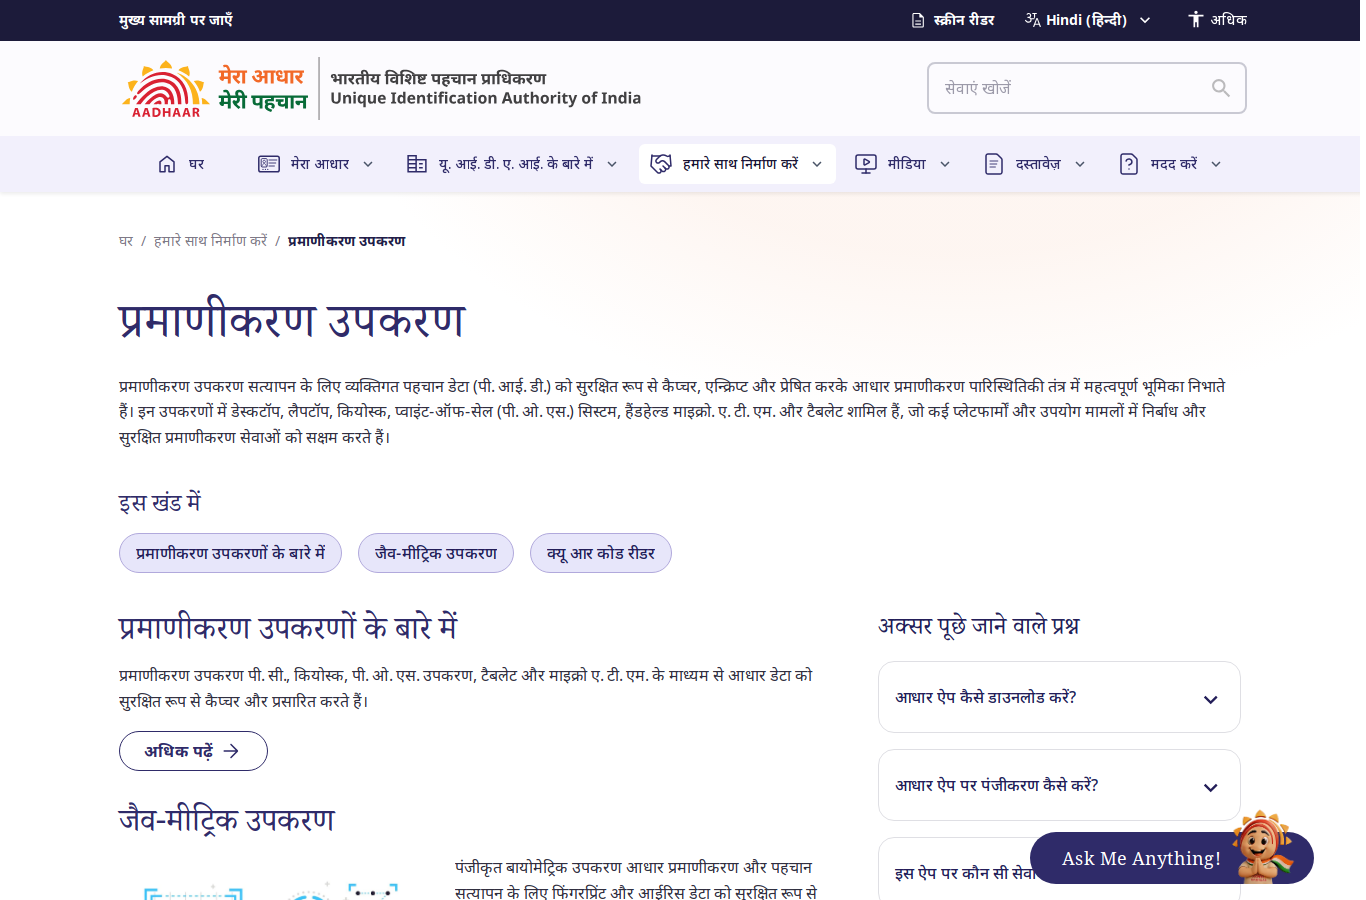 मुख्य सामग्री पर जाएँ
स्क्रीन रीडर
Hindi (हिन्दी)
अधिक
AADHAAR
मेरा आधार
मेरी पहचान
भारतीय विशिष्ट पहचान प्राधिकरण
Unique Identification Authority of India
सेवाएं खोजें
घर
मेरा आधार
यू. आई. डी. ए. आई. के बारे में
हमारे साथ निर्माण करें
मीडिया
दस्तावेज़
मदद करें
घर / हमारे साथ निर्माण करें / प्रमाणीकरण उपकरण
प्रमाणीकरण उपकरण
प्रमाणीकरण उपकरण सत्यापन के लिए व्यक्तिगत पहचान डेटा (पी. आई. डी.) को सुरक्षित रूप से कैप्चर, एन्क्रिप्ट और प्रेषित करके आधार प्रमाणीकरण पारिस्थितिकी तंत्र में महत्वपूर्ण भूमिका निभाते
हैं। इन उपकरणों में डेस्कटॉप, लैपटॉप, कियोस्क, प्वाइंट-ऑफ-सेल (पी. ओ. एस.) सिस्टम, हैंडहेल्ड माइक्रो. ए. टी. एम. और टैबलेट शामिल हैं, जो कई प्लेटफार्मों और उपयोग मामलों में निर्बाध और
सुरक्षित प्रमाणीकरण सेवाओं को सक्षम करते हैं।
इस खंड में
प्रमाणीकरण उपकरणों के बारे में
जैव-मीट्रिक उपकरण
क्यू आर कोड रीडर
प्रमाणीकरण उपकरणों के बारे में
प्रमाणीकरण उपकरण पी. सी., कियोस्क, पी. ओ. एस. उपकरण, टैबलेट और माइक्रो ए. टी. एम. के माध्यम से आधार डेटा को
सुरक्षित रूप से कैप्चर और प्रसारित करते हैं।
अधिक पढ़ें
जैव-मीट्रिक उपकरण
पंजीकृत बायोमेट्रिक उपकरण आधार प्रमाणीकरण और पहचान
सत्यापन के लिए फिंगरप्रिंट और आईरिस डेटा को सुरक्षित रूप से
अक्सर पूछे जाने वाले प्रश्न
आधार ऐप कैसे डाउनलोड करें?
आधार ऐप पर पंजीकरण कैसे करें?
इस ऐप पर कौन सी
Ask Me Anything!